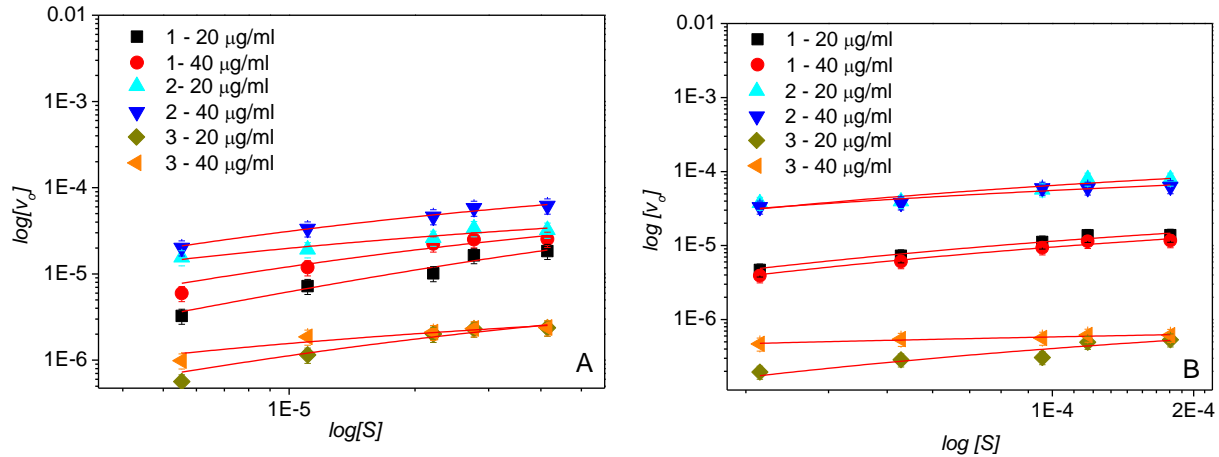 0.01
1E-3
1E-4
1E-5
1E-6
log[vo]
1 - 20 μg/ml
1- 40 μg/ml
2- 20 μg/ml
2 - 40 μg/ml
3 - 20 μg/ml
3 - 40 μg/ml
A
1E-5
log[S]
0.01
1E-3
1E-4
1E-5
1E-6
log [vo]
1 - 20 μg/ml
1 - 40 μg/ml
2 - 20 μg/ml
2 - 40 μg/ml
3 - 20 μg/ml
3 - 40 μg/ml
B
1E-4
2E-4
log [S]